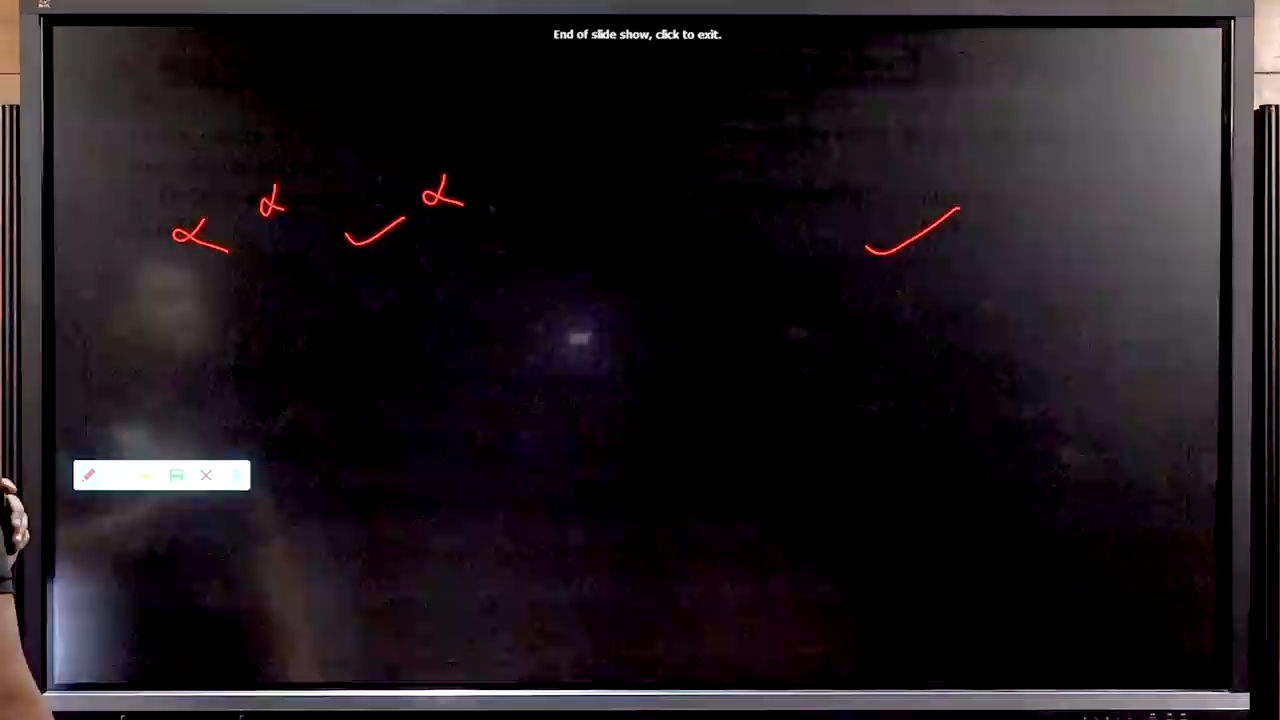 End of slide show, click to exit.
α α α